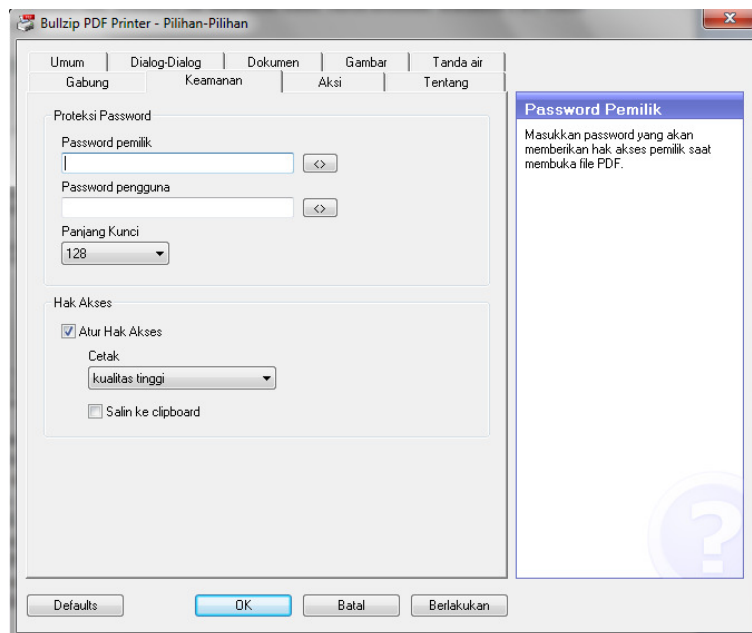 Bullzip PDF Printer - Pilihan-Pilihan
x
Umum
Dialog-Dialog
Dokumen
Gambar
Tanda air
Gabung
Keamanan
Aksi
Tentang
Proteksi Password
Password pemilik
<>
Password pengguna
<>
Panjang Kunci
128
Hak Akses
Atur Hak Akses
Cetak
kualitas tinggi
Salin ke clipboard
Password Pemilik
Masukkan password yang akan
memberikan hak akses pemilik saat
membuka file PDF.
?
Defaults
OK
Batal
Berlakukan